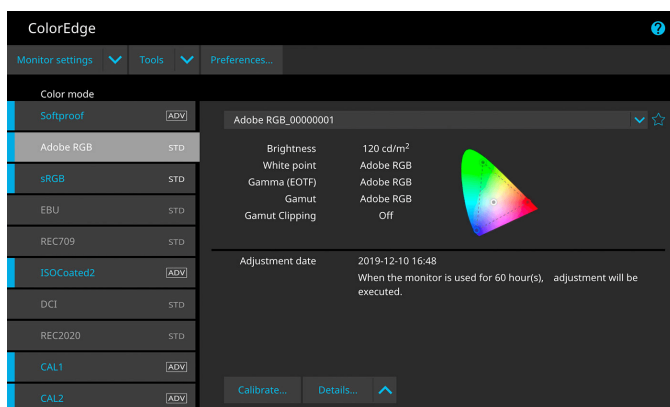 ColorEdge
Monitor settings Tools Preferences...
Color mode
Softproof ADV
Adobe RGB STD
sRGB STD
EBU STD
REC709 STD
ISOCoated2 ADV
DCI STD
REC2020 STD
CAL1 ADV
CAL2 ADV
Adobe RGB_00000001
Brightness 120 cd/m²
White point Adobe RGB
Gamma (EOTF) Adobe RGB
Gamut Adobe RGB
Gamut Clipping Off
Adjustment date 2019-12-10 16:48
When the monitor is used for 60 hour(s), adjustment will be
executed.
Calibrate... Details...